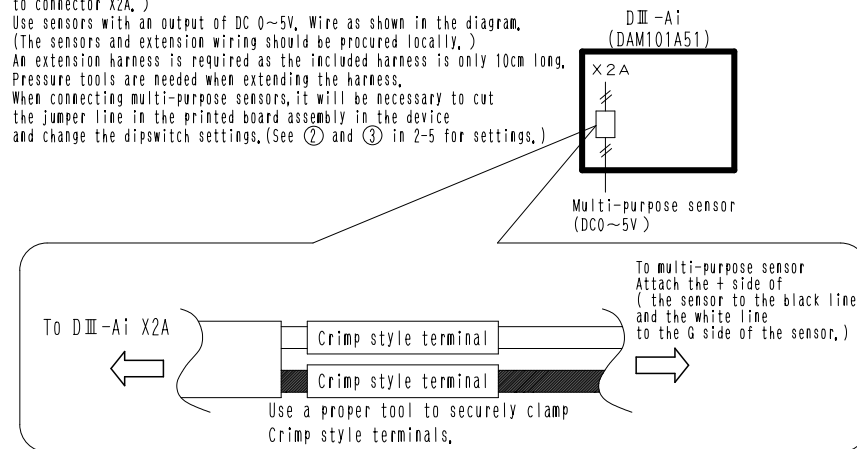 to connector X2A. )
Use sensors with an output of DC 0~5V. Wire as shown in the diagram.
(The sensors and extension wiring should be procured locally. )
An extension harness is required as the included harness is only 10cm long.
Pressure tools are needed when extending the harness.
When connecting multi-purpose sensors, it will be necessary to cut
the jumper line in the printed board assembly in the device
and change the dipswitch settings. (See ② and ③ in 2-5 for settings. )
DⅢ-Ai
(DAM101A51)
X2A
Multi-purpose sensor
(DC0~5V)
To multi-purpose sensor
Attach the + side of
( the sensor to the black line
and the white line
to the G side of the sensor. )
To DⅢ-Ai X2A
Crimp style terminal
Crimp style terminal
Use a proper tool to securely clamp
Crimp style terminals.